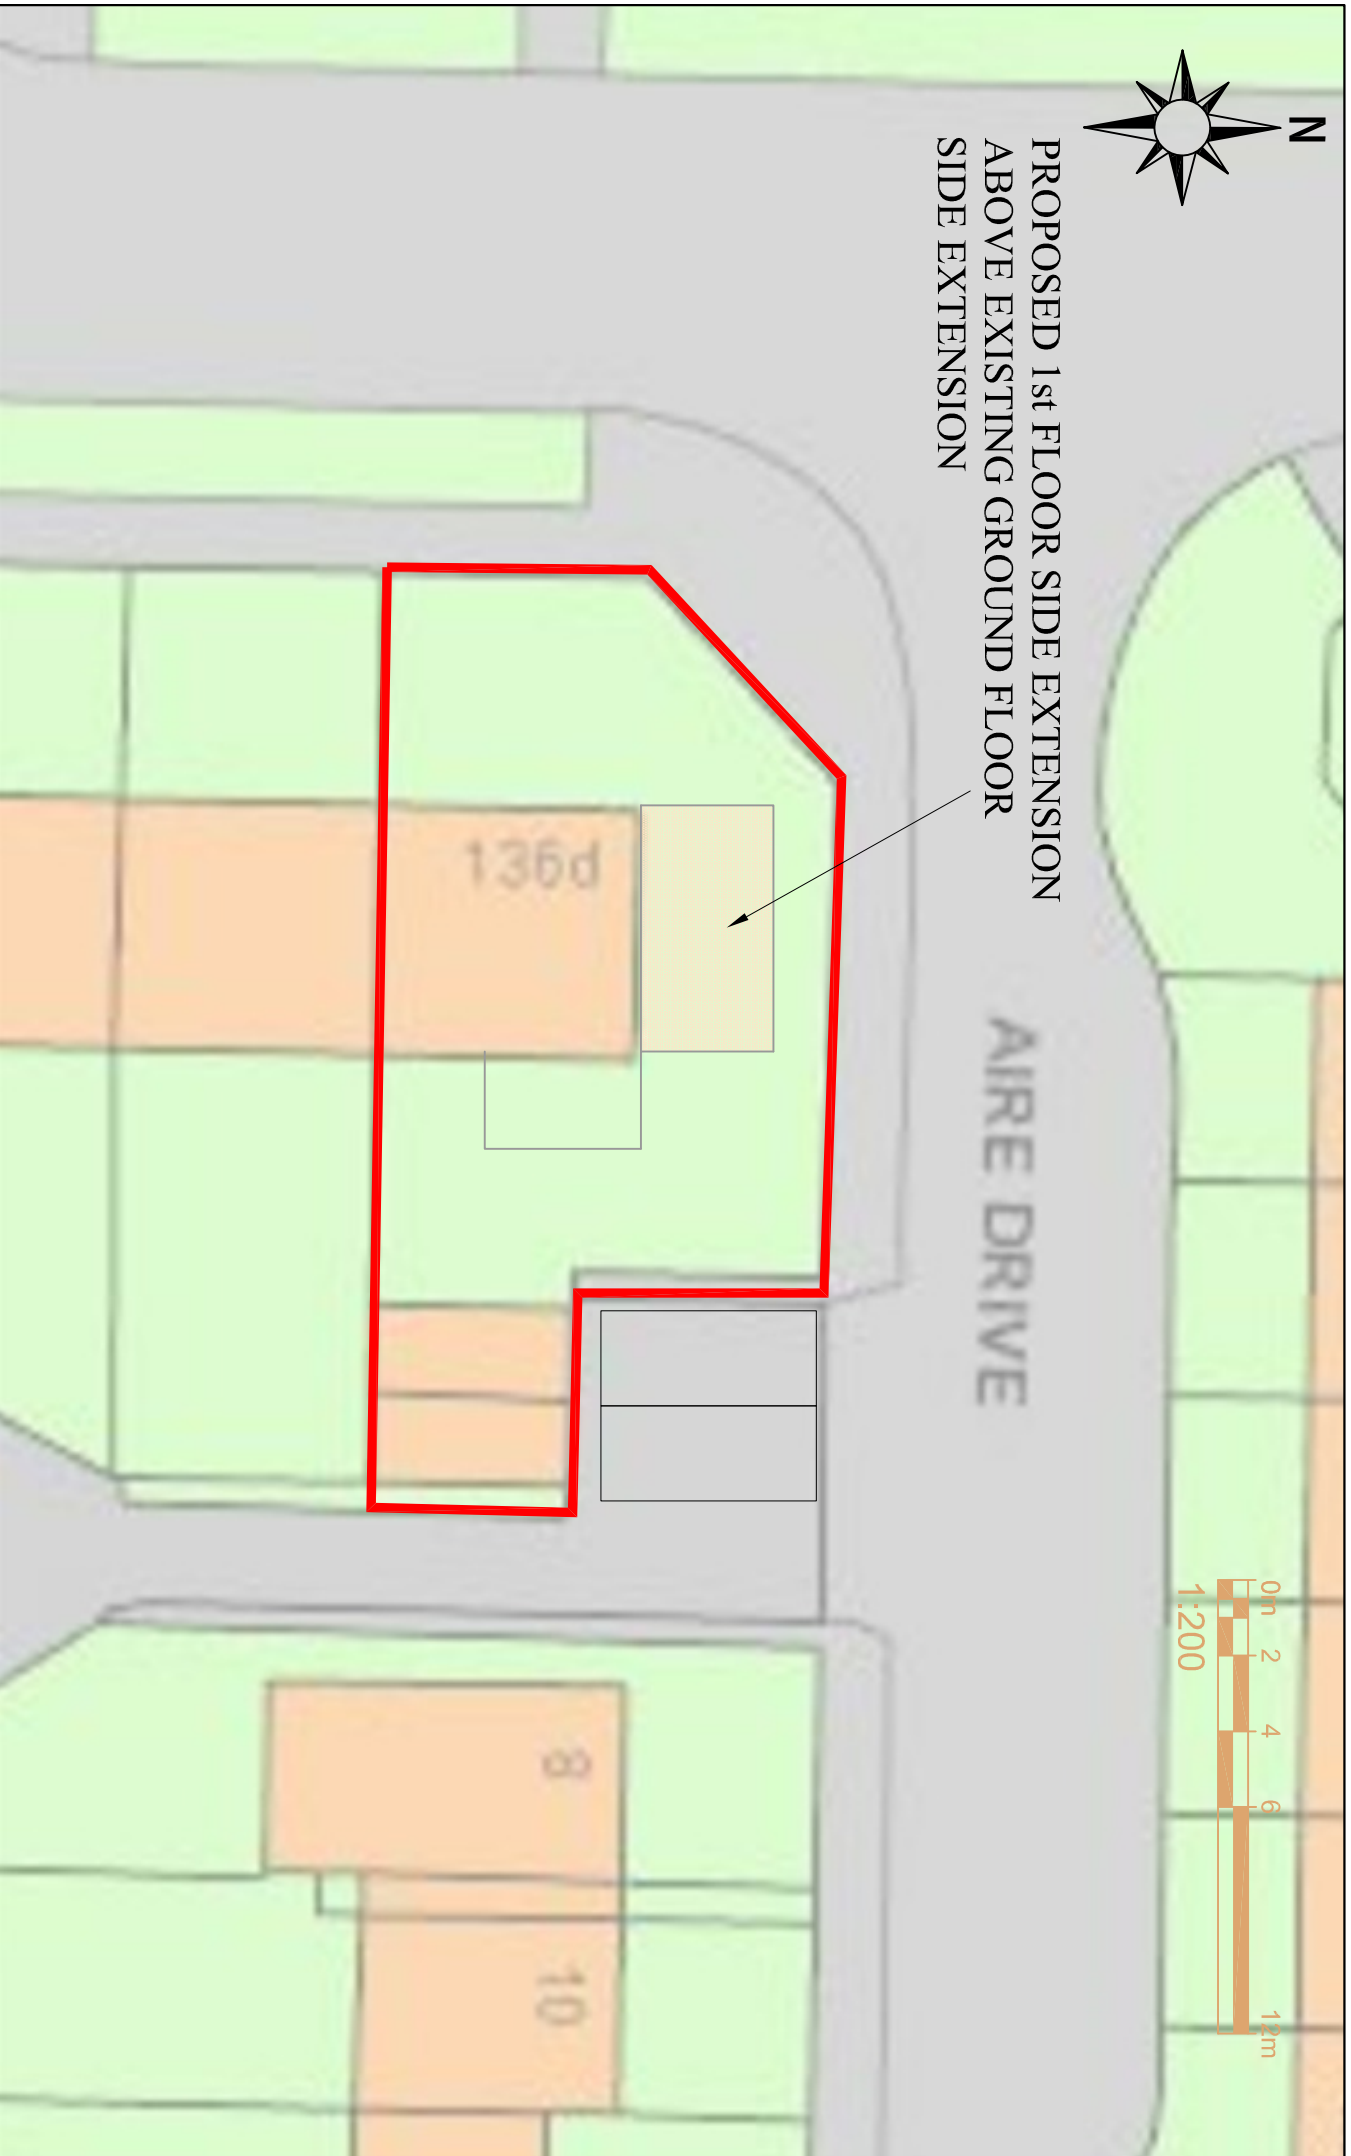 N
PROPOSED 1st FLOOR SIDE EXTENSION
ABOVE EXISTING GROUND FLOOR
SIDE EXTENSION
AIRE DRIVE
136d
8
10
0m 2 4 6 12m
1:200